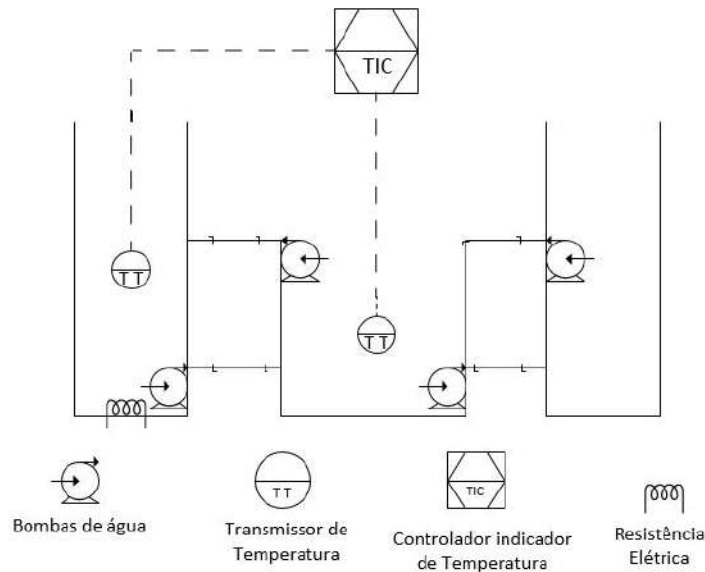 TIC
TT
TT
TT
TIC
Bombas de água
Transmissor de
Temperatura
Controlador indicador
de Temperatura
Resistência
Elétrica